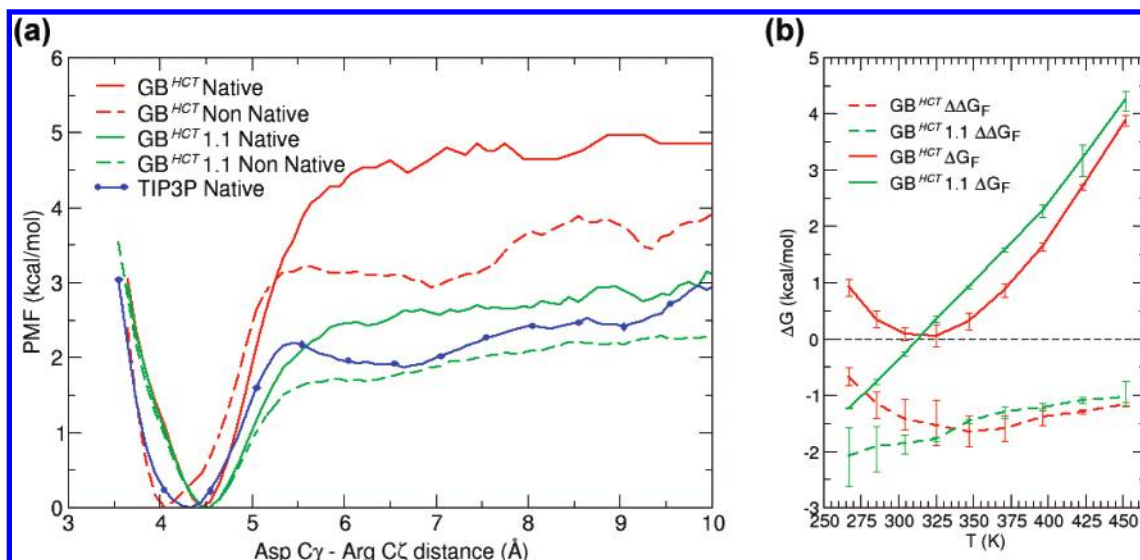 (a)
GB^HCT Native
GB^HCT Non Native
GB^HCT 1.1 Native
GB^HCT 1.1 Non Native
TIP3P Native
PMF (kcal/mol)
6
5
4
3
2
1
0
3 4 5 6 7 8 9 10
Asp Cγ - Arg Cζ distance (Å)
(b)
GB^HCT ΔΔG_F
GB^HCT 1.1 ΔΔG_F
GB^HCT ΔG_F
GB^HCT 1.1 ΔG_F
ΔG (kcal/mol)
5
4
3
2
1
0
-1
-2
-3
250 275 300 325 350 375 400 425 450
T (K)